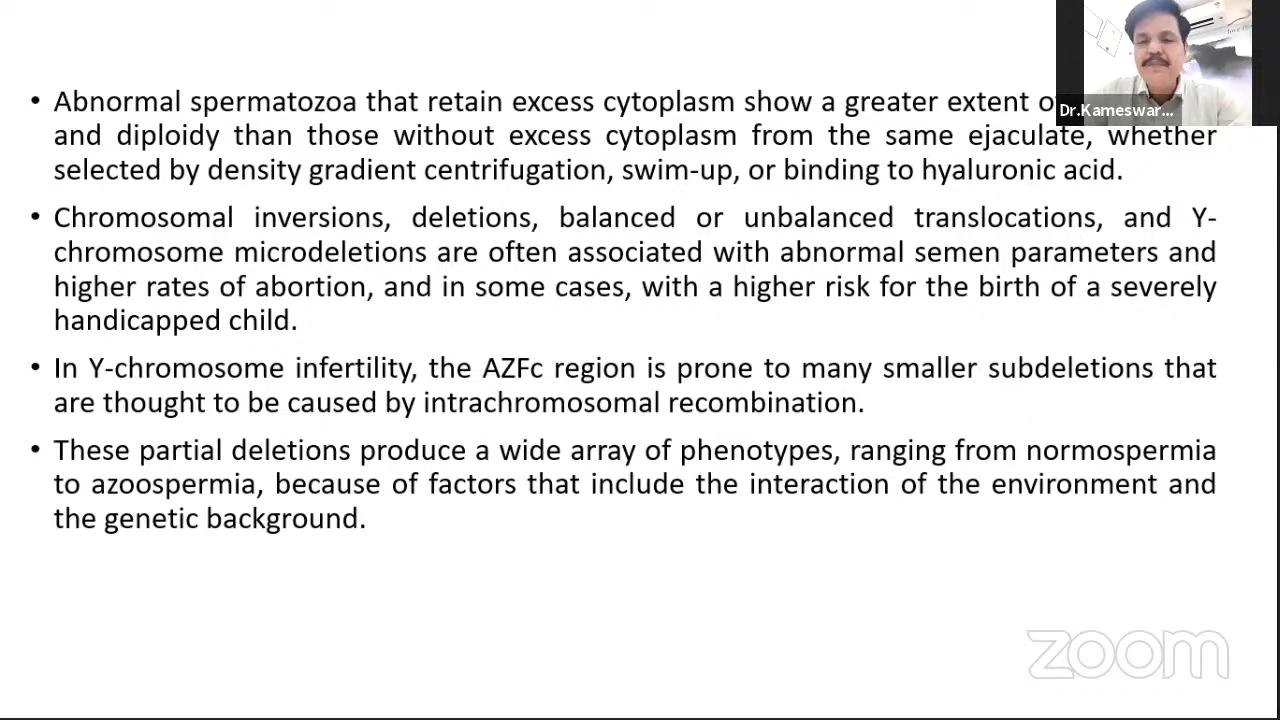 • Abnormal spermatozoa that retain excess cytoplasm show a greater extent
and diploidy than those without excess cytoplasm from the same ejaculate, whether
selected by density gradient centrifugation, swim-up, or binding to hyaluronic acid.
• Chromosomal inversions, deletions, balanced or unbalanced translocations, and Y-
chromosome microdeletions are often associated with abnormal semen parameters and
higher rates of abortion, and in some cases, with a higher risk for the birth of a severely
handicapped child.
• In Y-chromosome infertility, the AZFc region is prone to many smaller subdeletions that
are thought to be caused by intrachromosomal recombination.
• These partial deletions produce a wide array of phenotypes, ranging from normospermia
to azoospermia, because of factors that include the interaction of the environment and
the genetic background.
Dr.Kameswar...
zoom